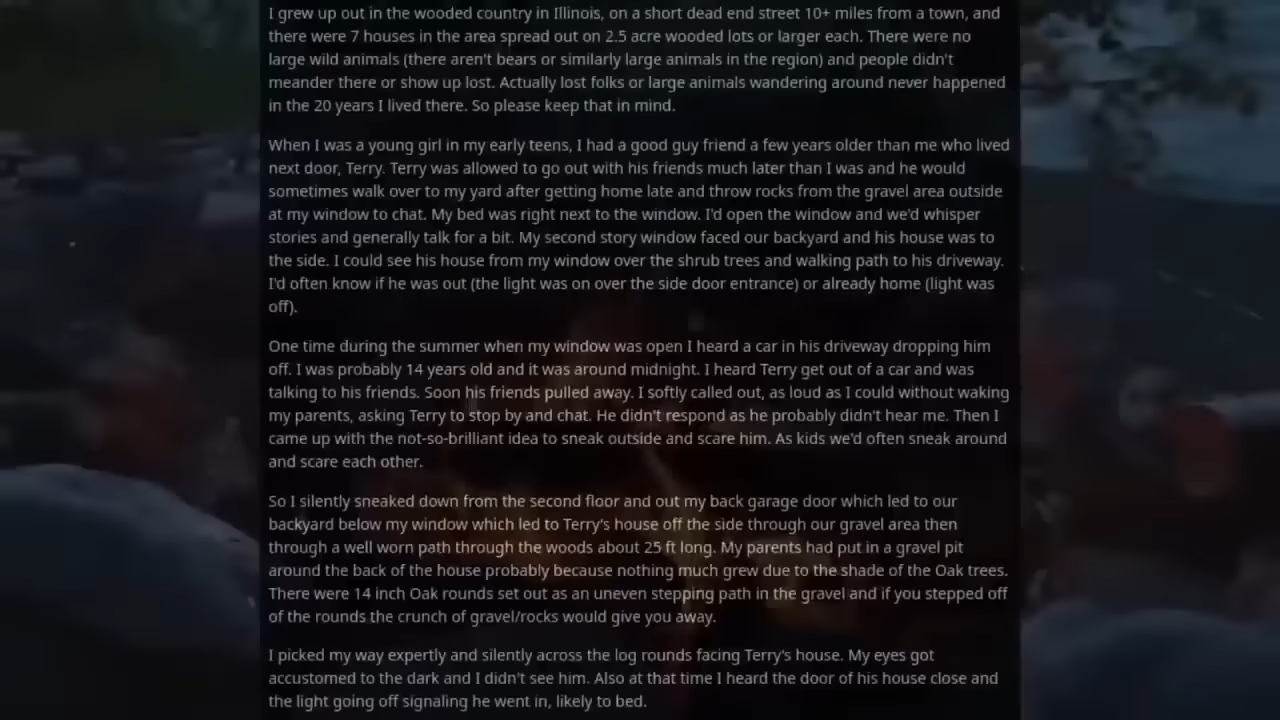 I grew up out in the wooded country in Illinois, on a short dead end street 10+ miles from a town, and
there were 7 houses in the area spread out on 2.5 acre wooded lots or larger each. There were no
large wild animals (there aren't bears or similarly large animals in the region) and people didn't
meander there or show up lost. Actually lost folks or large animals wandering around never happened
in the 20 years I lived there. So please keep that in mind.
When I was a young girl in my early teens, I had a good guy friend a few years older than me who lived
next door, Terry. Terry was allowed to go out with his friends much later than I was and he would
sometimes walk over to my yard after getting home late and throw rocks from the gravel area outside
at my window to chat. My bed was right next to the window. I'd open the window and we'd whisper
stories and generally talk for a bit. My second story window faced our backyard and his house was to
the side. I could see his house from my window over the shrub trees and walking path to his driveway.
I'd often know if he was out (the light was on over the side door entrance) or already home (light was
off).
One time during the summer when my window was open I heard a car in his driveway dropping him
off. I was probably 14 years old and it was around midnight. I heard Terry get out of a car and was
talking to his friends. Soon his friends pulled away. I softly called out, as loud as I could without waking
my parents, asking Terry to stop by and chat. He didn't respond as he probably didn't hear me. Then I
came up with the not-so-brilliant idea to sneak outside and scare him. As kids we'd often sneak around
and scare each other.
So I silently sneaked down from the second floor and out my back garage door which led to our
backyard below my window which led to Terry's house off the side through our gravel area then
through a well worn path through the woods about 25 ft long. My parents had put in a gravel pit
around the back of the house probably because nothing much grew due to the shade of the Oak trees.
There were 14 inch Oak rounds set out as an uneven stepping path in the gravel and if you stepped off
of the rounds the crunch of gravel/rocks would give you away.
I picked my way expertly and silently across the log rounds facing Terry's house. My eyes got
accustomed to the dark and I didn't see him. Also at that time I heard the door of his house close and
the light going off signaling he went in, likely to bed.